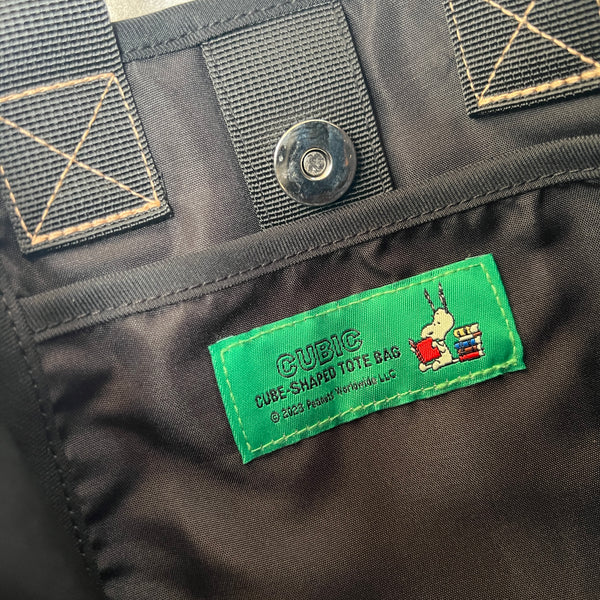 CUBIC
CUBE-SHAPED TOTE BAG
© 2023 Peanuts Worldwide LLC